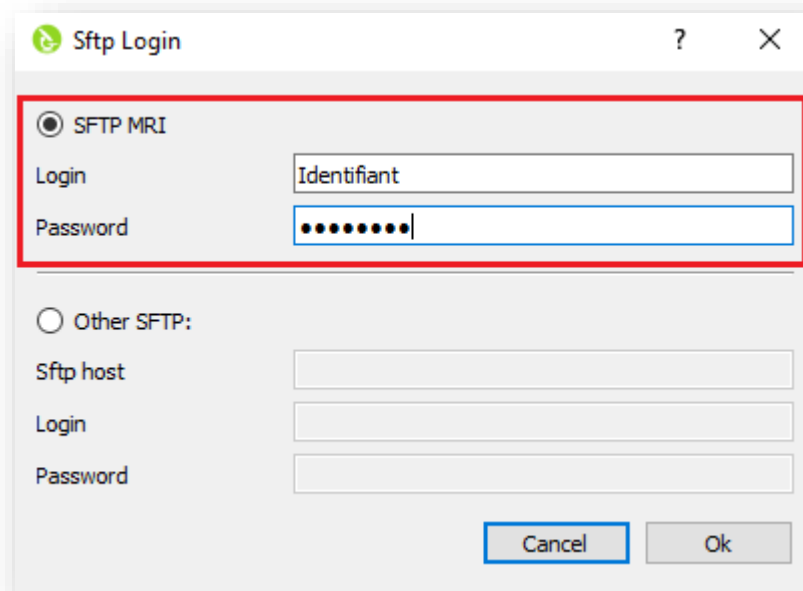 Sftp Login ?
SFTP MRI
Login Identifiant
Password ●●●●●●●●
Other SFTP:
Sftp host
Login
Password
Cancel Ok